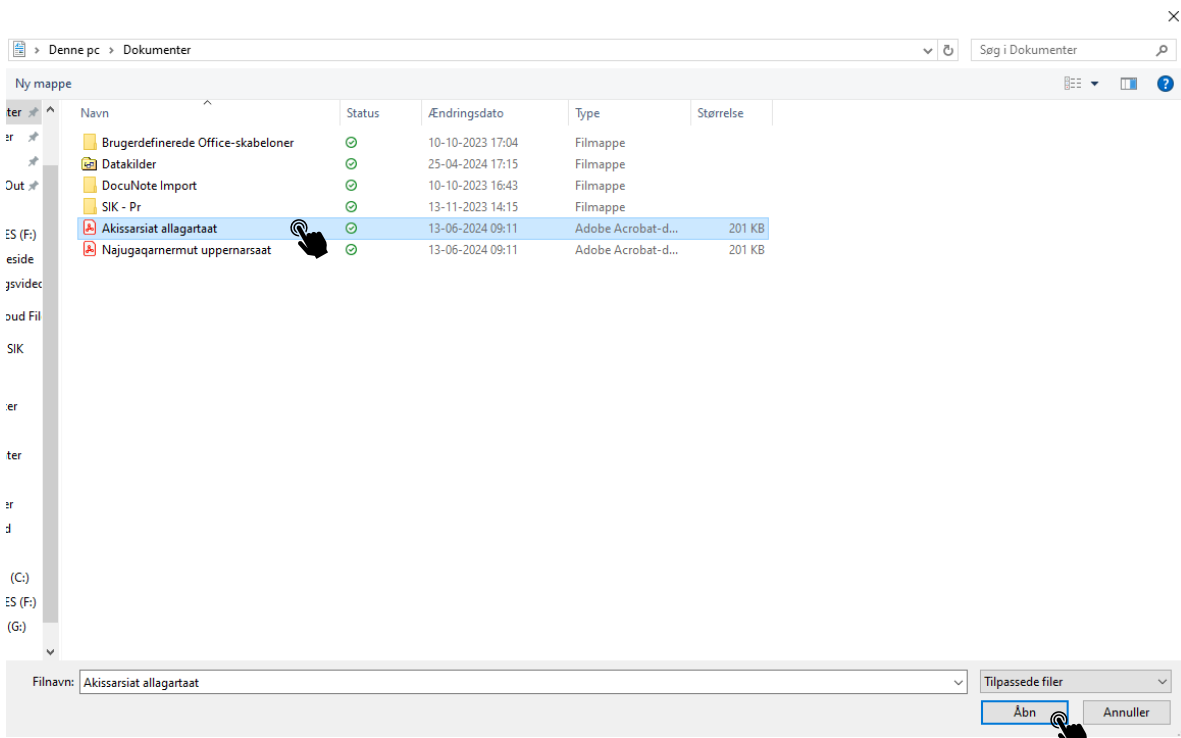 Denne pc > Dokumenter
Søg i Dokumenter
Ny mappe
Navn Status Ændringsdato Type Størrelse
Brugerdefinerede Office-skabeloner 10-10-2023 17:04 Filmappe
Datakilder 25-04-2024 17:15 Filmappe
DocuNote Import 10-10-2023 16:43 Filmappe
SIK - Pr 13-11-2023 14:15 Filmappe
Akissarsiat allagartaat 13-06-2024 09:11 Adobe Acrobat-d... 201 KB
Najugaqarnermut uppernarsaat 13-06-2024 09:11 Adobe Acrobat-d... 201 KB
ter
er
Out
ES (F:)
eside
gsvidec
oud Fil
SIK
er
ter
er
d
(C:)
ES (F:)
(G:)
Filnavn: Akissarsiat allagartaat Tilpassede filer
Åbn Annuller